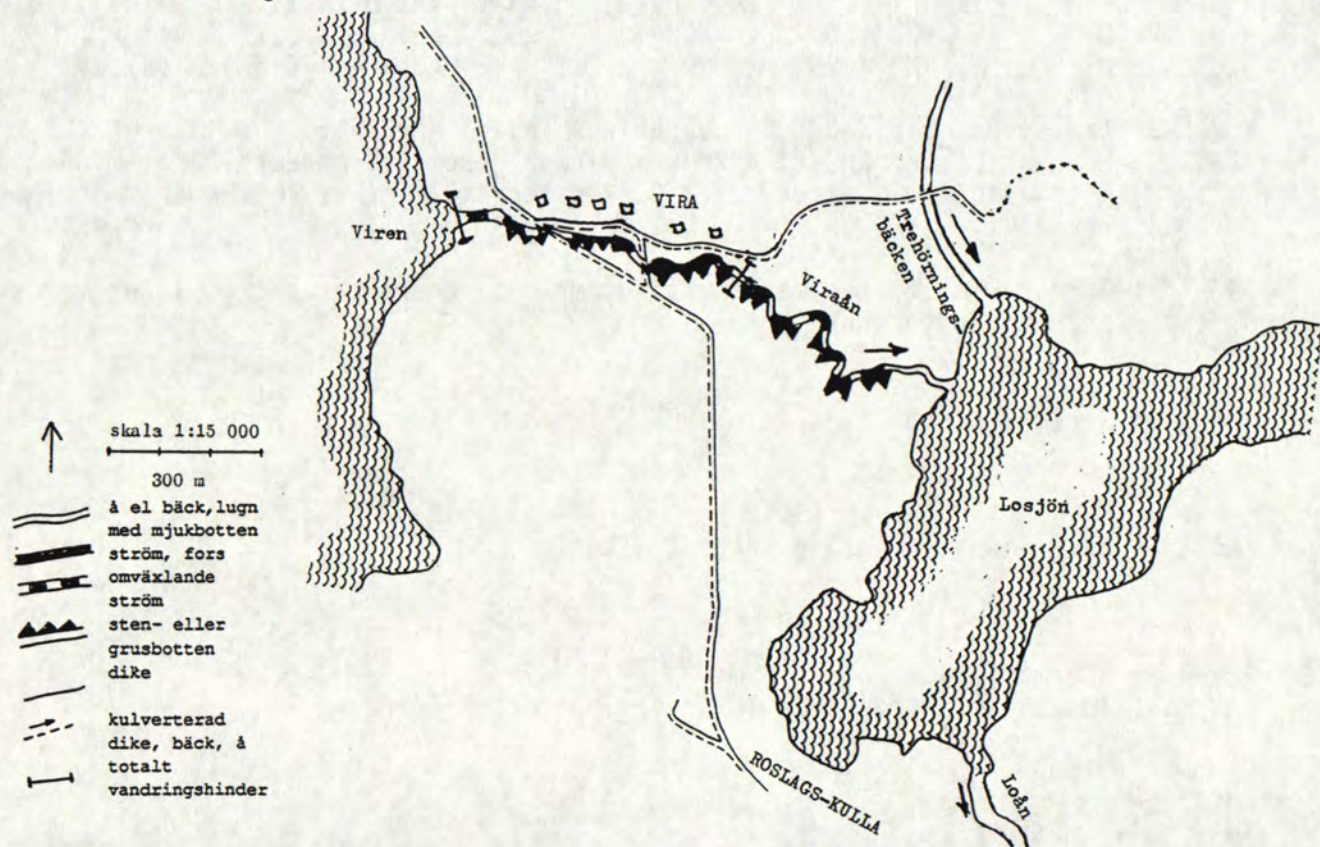 VIRA
Viren
Trehörnings-
bäcken
Viraån
skala 1:15 000
300 m
å el bäck, lugn
med mjukbotten
ström, fors
omväxlande
ström
sten- eller
grusbotten
dike
kulverterad
dike, bäck, å
totalt
vandringshinder
Losjön
ROSLAGS-KULLA
Loån